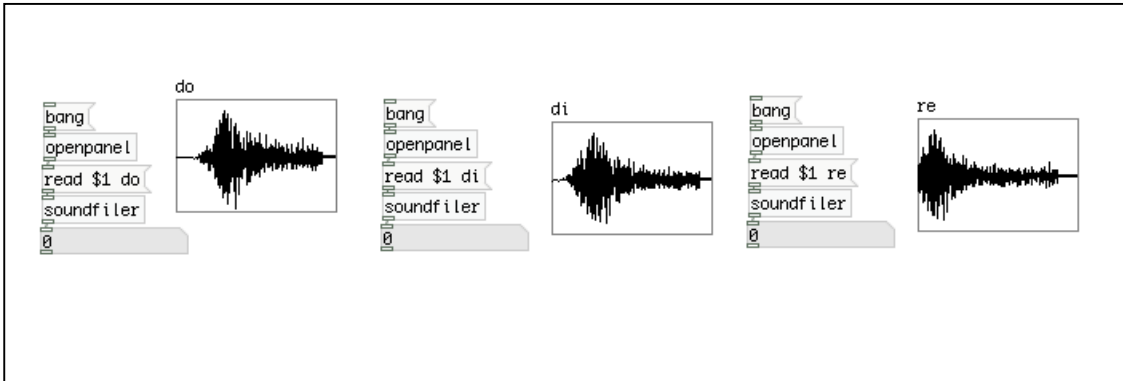 do
bang
openpanel
read $1 do
soundfiler
0
di
bang
openpanel
read $1 di
soundfiler
0
re
bang
openpanel
read $1 re
soundfiler
0